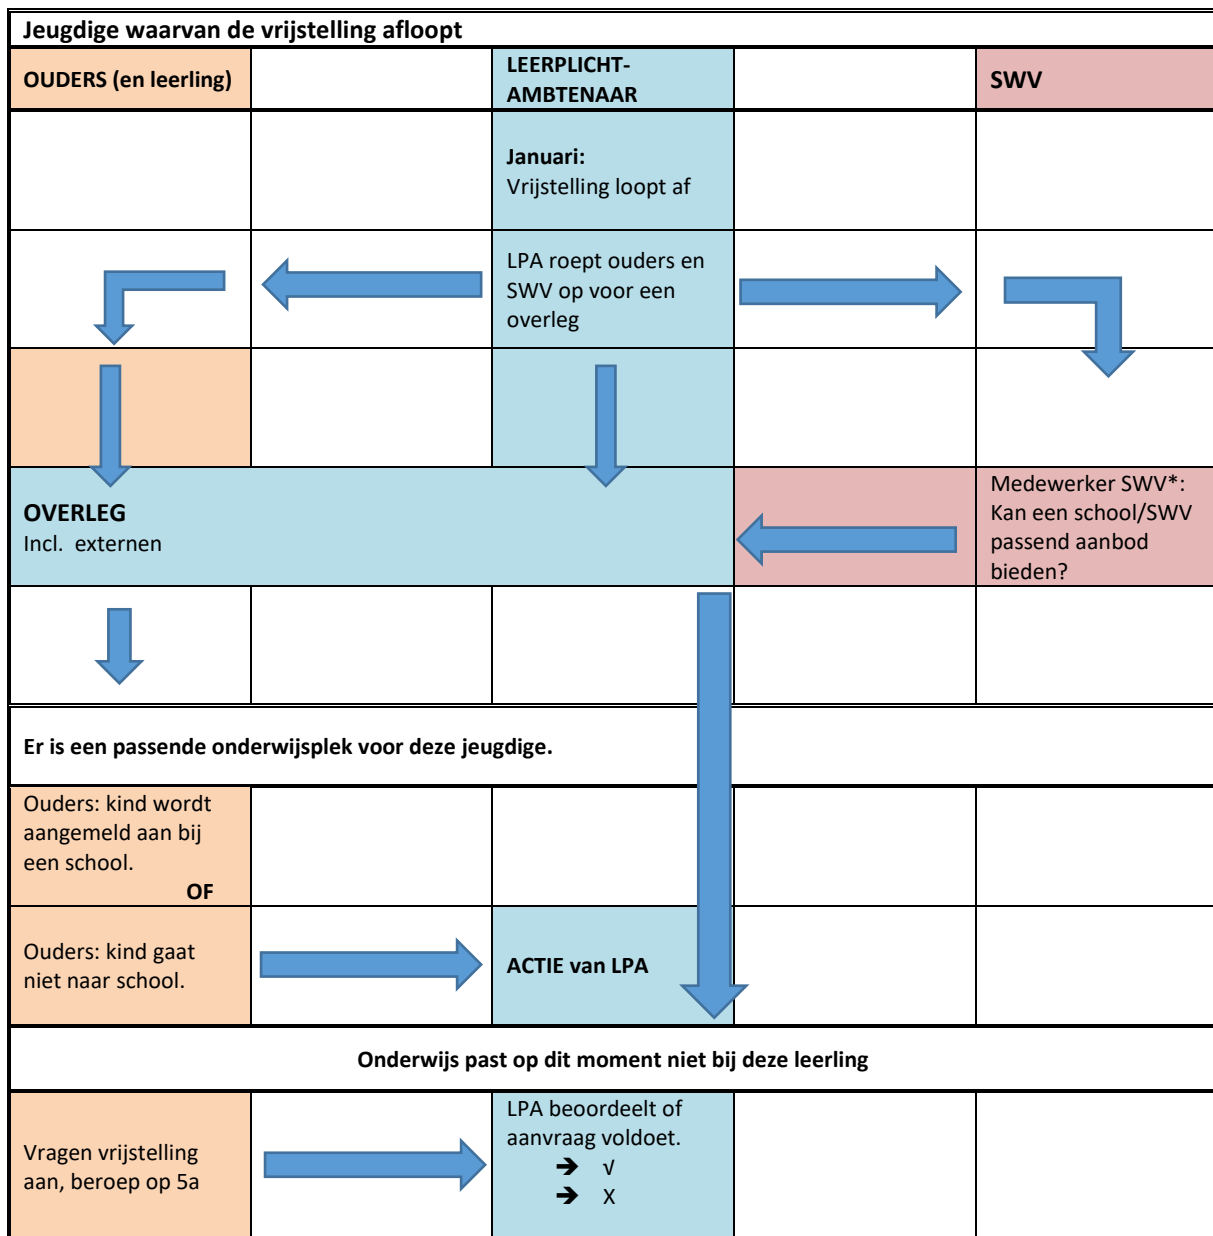 Jeugdige waarvan de vrijstelling afloopt
OUDERS (en leerling)
LEERPLICHT-
AMBTENAAR
SWV
Januari:
Vrijstelling loopt af
LPA roept ouders en
SWV op voor een
overleg
OVERLEG
Incl. externen
Medewerker SWV*:
Kan een school/SWV
passend aanbod
bieden?
Er is een passende onderwijsplek voor deze jeugdige.
Ouders: kind wordt
aangemeld aan bij
een school.
OF
Ouders: kind gaat
niet naar school.
ACTIE van LPA
Onderwijs past op dit moment niet bij deze leerling
Vragen vrijstelling
aan, beroep op 5a
LPA beoordeelt of
aanvraag voldoet.
➔ √
➔ X